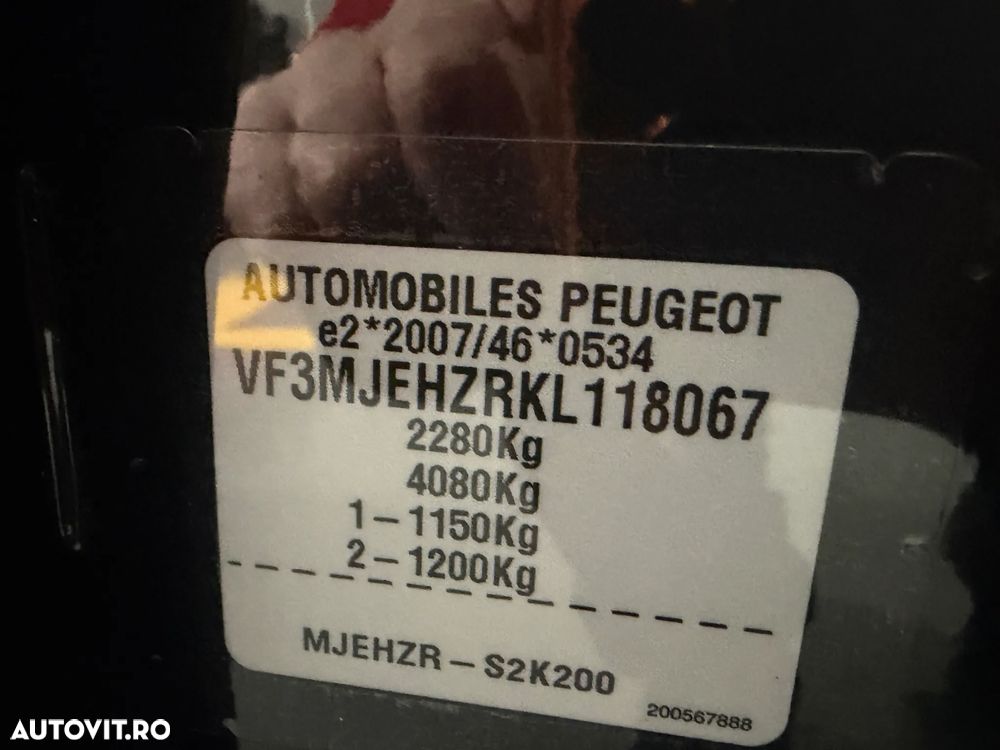 AUTOMOBILES PEUGEOT
e2*2007/46*0534
VF3MJEHZRKL118067
2280Kg
4080Kg
1-1150Kg
2-1200Kg
MJEHZR-S2K200
200567888
AUTOVIT.RO